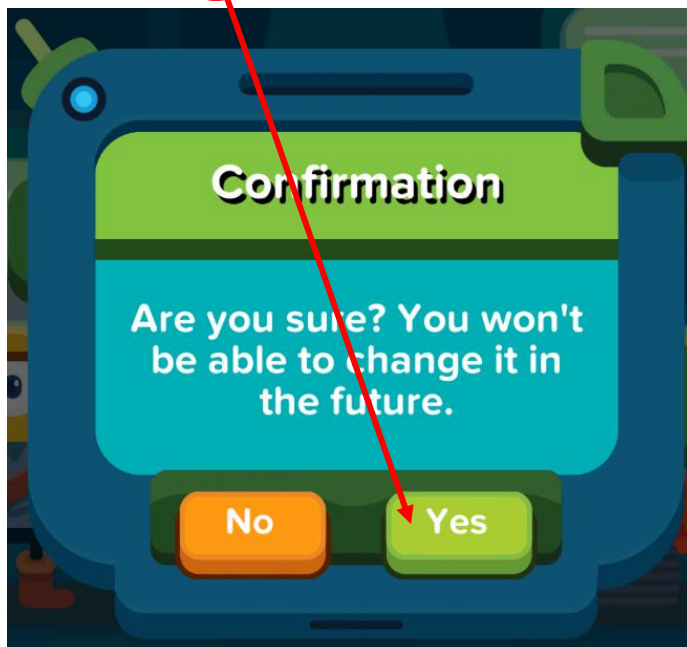 Confirmation
Are you sure? You won't
be able to change it in
the future.
No
Yes